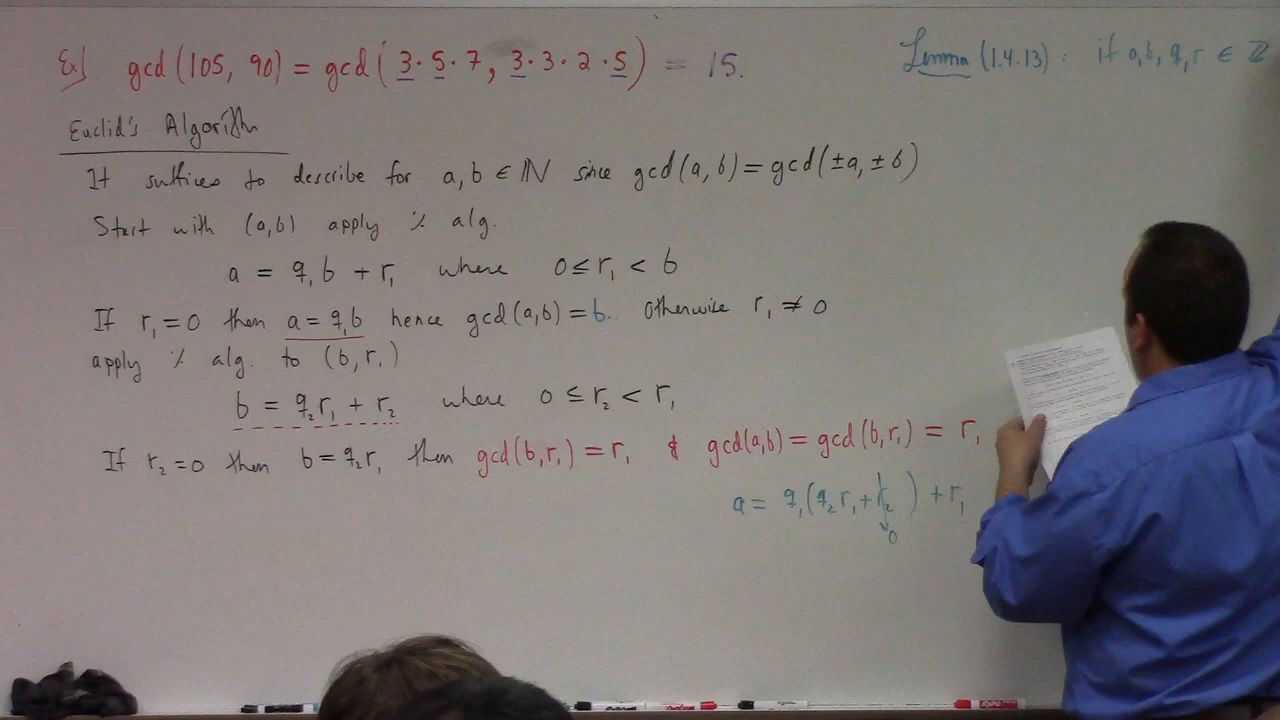 Ex) gcd(105, 90) = gcd(3·5·7, 3·3·2·5) = 15.
Lemma (1.4.13): if a,b,q,r ∈ ℤ
Euclid's Algorithm
It suffices to describe for a,b ∈ ℕ since gcd(a,b) = gcd(±a, ±b)
Start with (a,b) apply % alg.
a = q₁b + r₁ where 0 ≤ r₁ < b
If r₁ = 0 then a = q₁b hence gcd(a,b) = b. Otherwise r₁ ≠ 0
apply % alg. to (b, r₁)
b = q₂r₁ + r₂ where 0 ≤ r₂ < r₁
If r₂ = 0 then b = q₂r₁ then gcd(b,r₁) = r₁ & gcd(a,b) = gcd(b,r₁) = r₁
a = q₁(q₂r₁ + r₂) + r₁
0